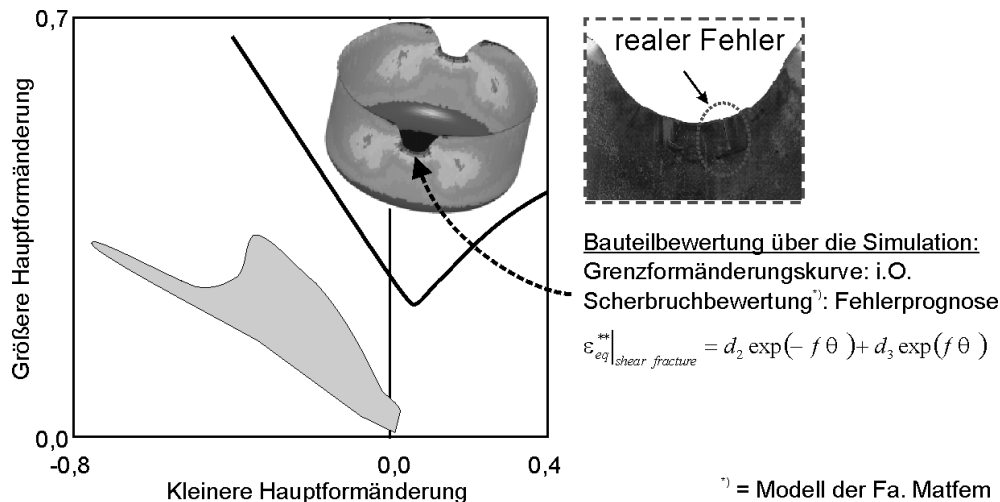 0,7
Größere Hauptformänderung
0,0
-0,8
0,0
0,4
Kleinere Hauptformänderung
realer Fehler
Bauteilbewertung über die Simulation:
Grenzformänderungskurve: i.O.
Scherbruchbewertung*): Fehlerprognose
ε**eq|shear fracture = d2 exp(− f θ)+ d3 exp(f θ)
*) = Modell der Fa. Matfem